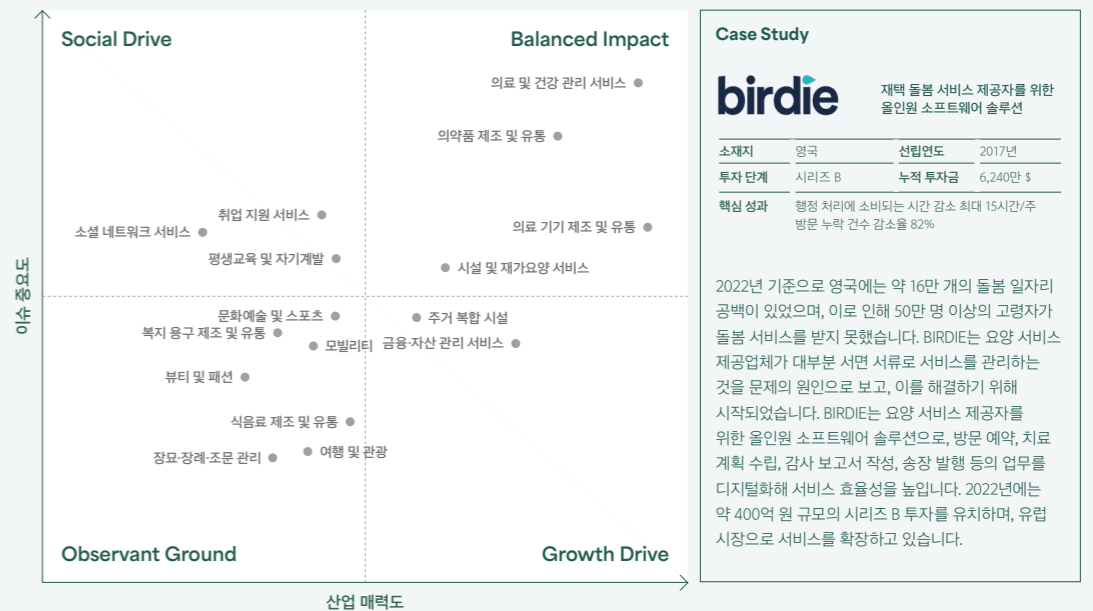 Social Drive
Balanced Impact
의료 및 건강 관리 서비스
의약품 제조 및 유통
취업 지원 서비스
소셜 네트워크 서비스
의료 기기 제조 및 유통
평생교육 및 자기계발
시설 및 재가요양 서비스
이슈 중요도
문화예술 및 스포츠
주거 복합 시설
복지 용구 제조 및 유통
모빌리티
금융·자산 관리 서비스
뷰티 및 패션
식음료 제조 및 유통
여행 및 관광
장묘·장례·조문 관리
Observant Ground
Growth Drive
산업 매력도
Case Study
birdie
재택 돌봄 서비스 제공자를 위한
올인원 소프트웨어 솔루션
소재지 영국 선립연도 2017년
투자 단계 시리즈 B 누적 투자금 6,240만 $
핵심 성과 행정 처리에 소비되는 시간 감소 최대 15시간/주
방문 누락 건수 감소율 82%
2022년 기준으로 영국에는 약 16만 개의 돌봄 일자리
공백이 있었으며, 이로 인해 50만 명 이상의 고령자가
돌봄 서비스를 받지 못했습니다. BIRDIE는 요양 서비스
제공업체가 대부분 서면 서류로 서비스를 관리하는
것을 문제의 원인으로 보고, 이를 해결하기 위해
시작되었습니다. BIRDIE는 요양 서비스 제공자를
위한 올인원 소프트웨어 솔루션으로, 방문 예약, 치료
계획 수립, 감사 보고서 작성, 송장 발행 등의 업무를
디지털화해 서비스 효율성을 높입니다. 2022년에는
약 400억 원 규모의 시리즈 B 투자를 유치하며, 유럽
시장으로 서비스를 확장하고 있습니다.